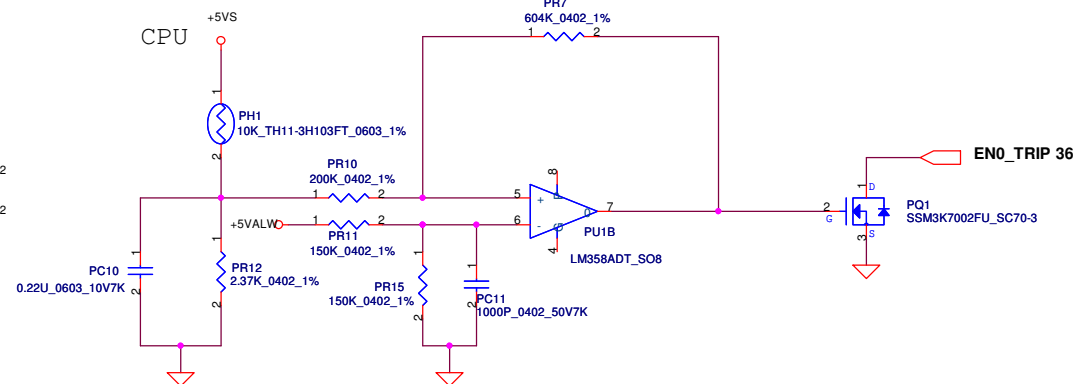 PR7
604K_0402_1%
1
2
+5VS
CPU
1
PH1
10K_TH11-3H103FT_0603_1%
2
EN0_TRIP 36
2
PR10
200K_0402_1%
8
1
2
5
+
7
1
D
2
G
PQ1
SSM3K7002FU_SC70-3
2
+5VALW
1
2
6
-
O
PU1B
3
S
PR11
150K_0402_1%
4
LM358ADT_SO8
1
1
PC10
0.22U_0603_10V7K
2
PR12
2.37K_0402_1%
2
1
1
PR15
150K_0402_1%
2
PC11
1000P_0402_50V7K
2